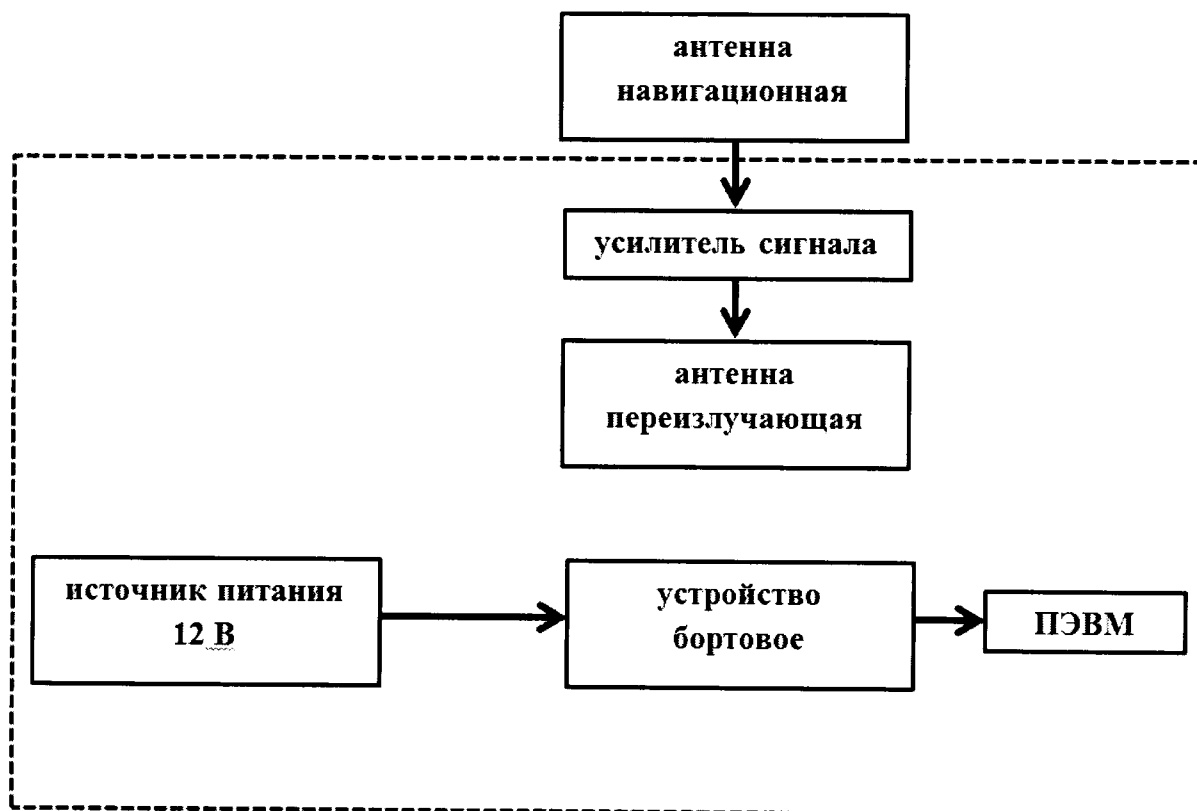 антенна
навигационная
усилитель сигнала
антенна
переизлучающая
источник питания
12 В
устройство
бортовое
ПЭВМ